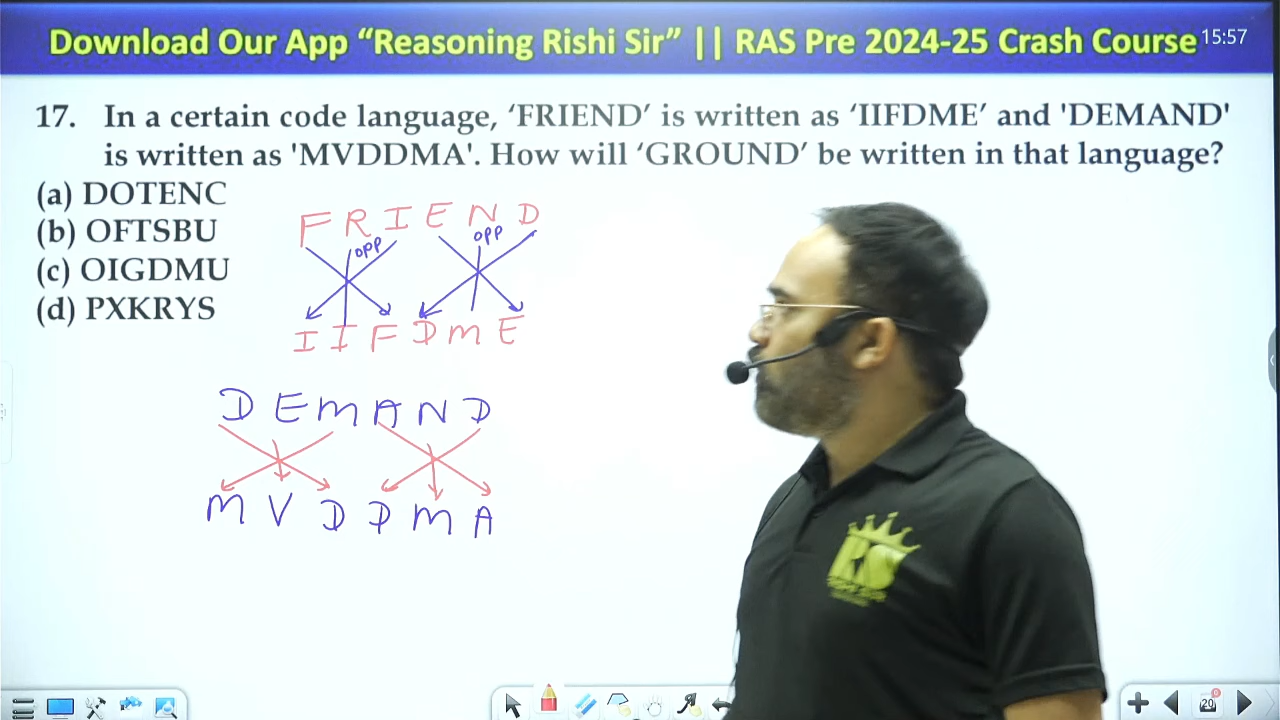 Download Our App “Reasoning Rishi Sir” || RAS Pre 2024-25 Crash Course 15:57
17. In a certain code language, ‘FRIEND’ is written as ‘IIFDME’ and 'DEMAND'
is written as 'MVDDMA'. How will ‘GROUND’ be written in that language?
(a) DOTENC
(b) OFTSBU
(c) OIGDMU
(d) PXKRYS
F R I E N D
opp opp
I I F D M E
D E M A N D
M V D D M A
20